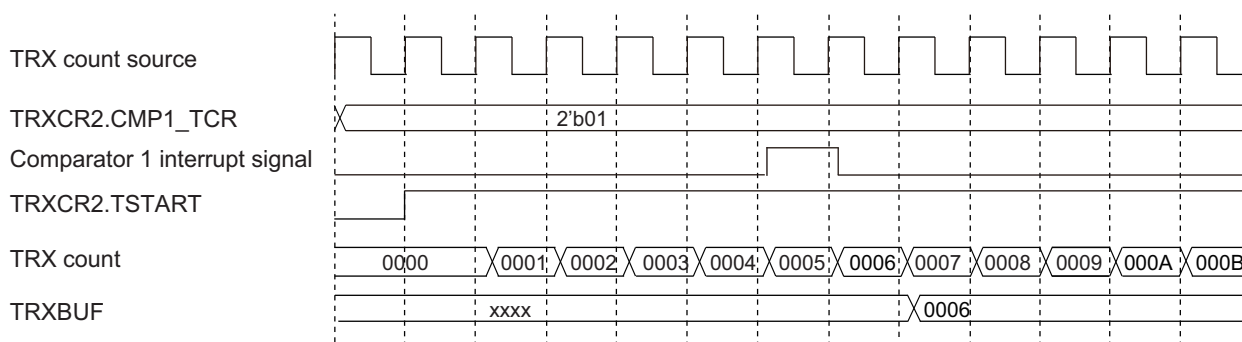 TRX count source
TRXCR2.CMP1_TCR 2'b01
Comparator 1 interrupt signal
TRXCR2.TSTART
TRX count 0000 0001 0002 0003 0004 0005 0006 0007 0008 0009 000A 000B
TRXBUF xxxx 0006